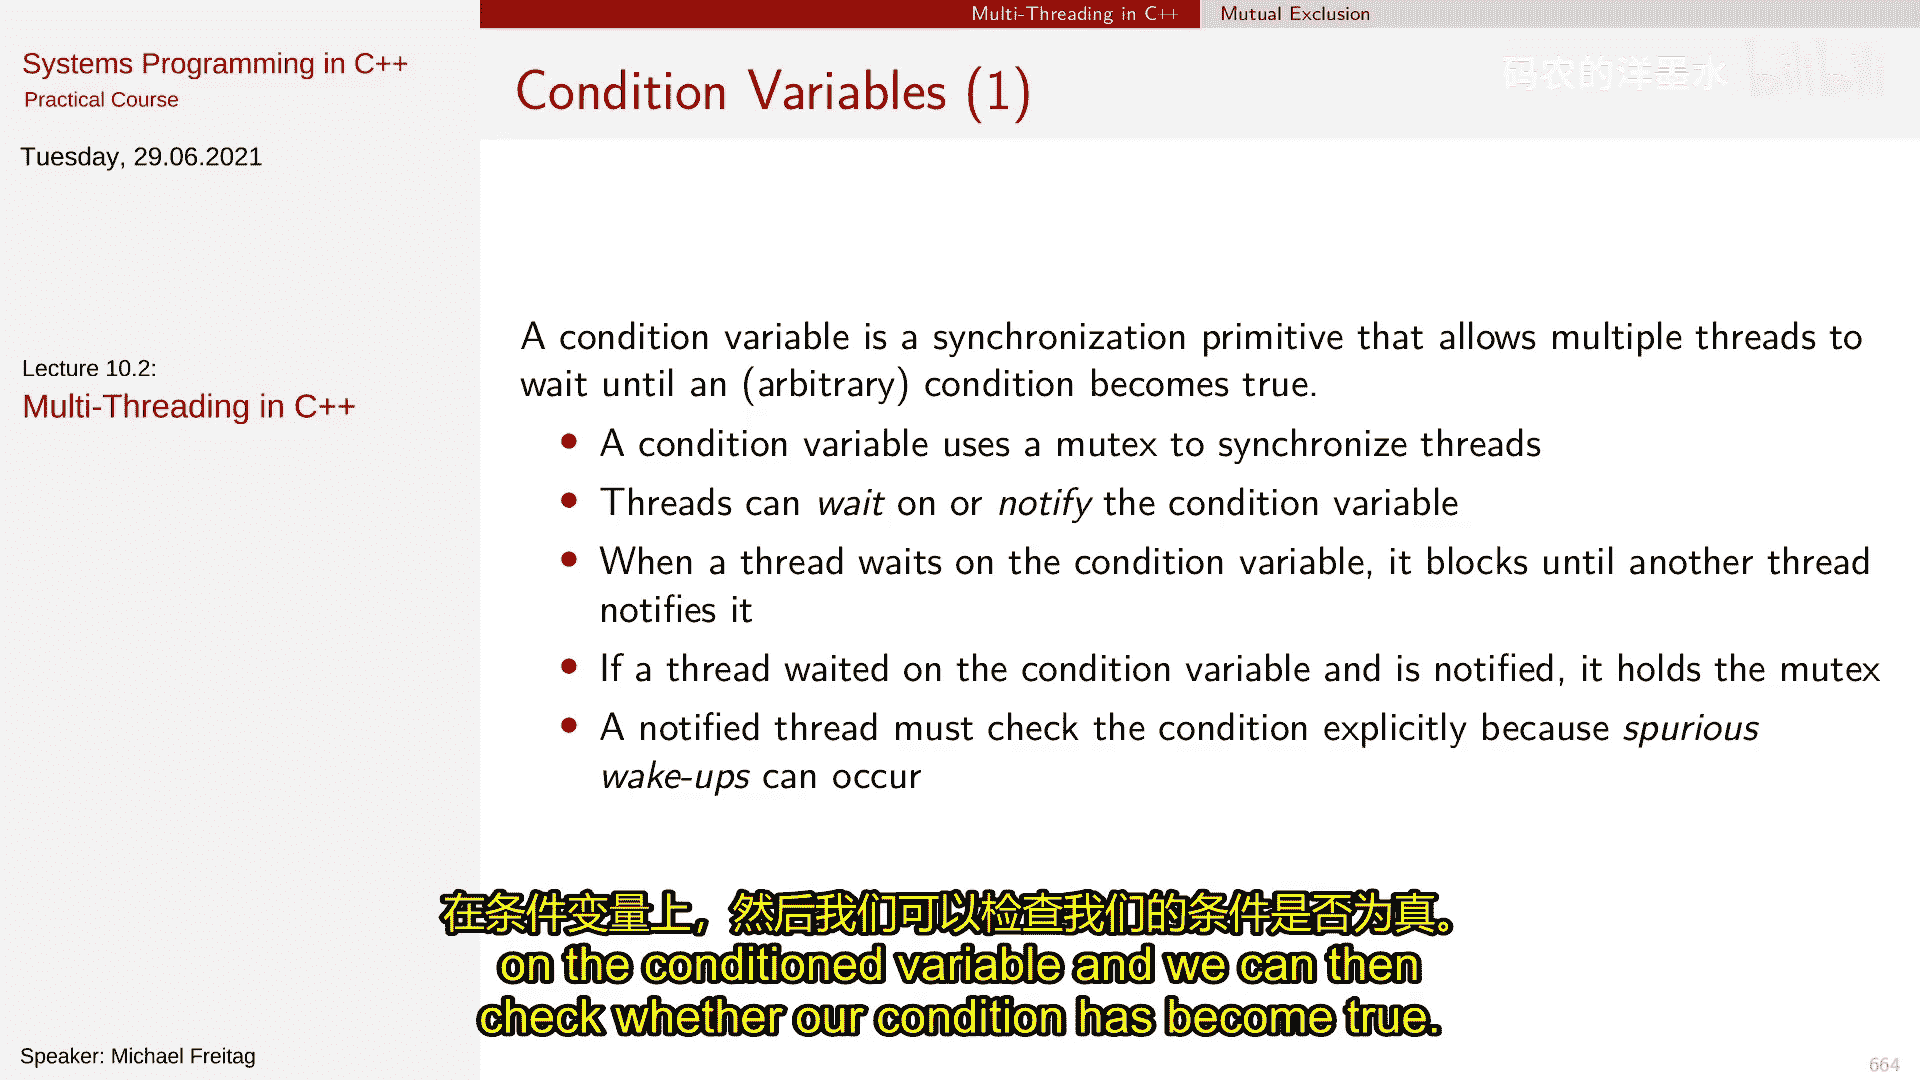 Multi-Threading in C++
Mutual Exclusion
Systems Programming in C++
Practical Course
Tuesday, 29.06.2021
Lecture 10.2:
Multi-Threading in C++
Speaker: Michael Freitag
Condition Variables (1)
码农的洋墨水
bilibili
A condition variable is a synchronization primitive that allows multiple threads to
wait until an (arbitrary) condition becomes true.
• A condition variable uses a mutex to synchronize threads
• Threads can wait on or notify the condition variable
• When a thread waits on the condition variable, it blocks until another thread
notifies it
• If a thread waited on the condition variable and is notified, it holds the mutex
• A notified thread must check the condition explicitly because spurious
wake-ups can occur
在条件变量上，然后我们可以检查我们的条件是否为真。
on the conditioned variable and we can then
check whether our condition has become true.
664